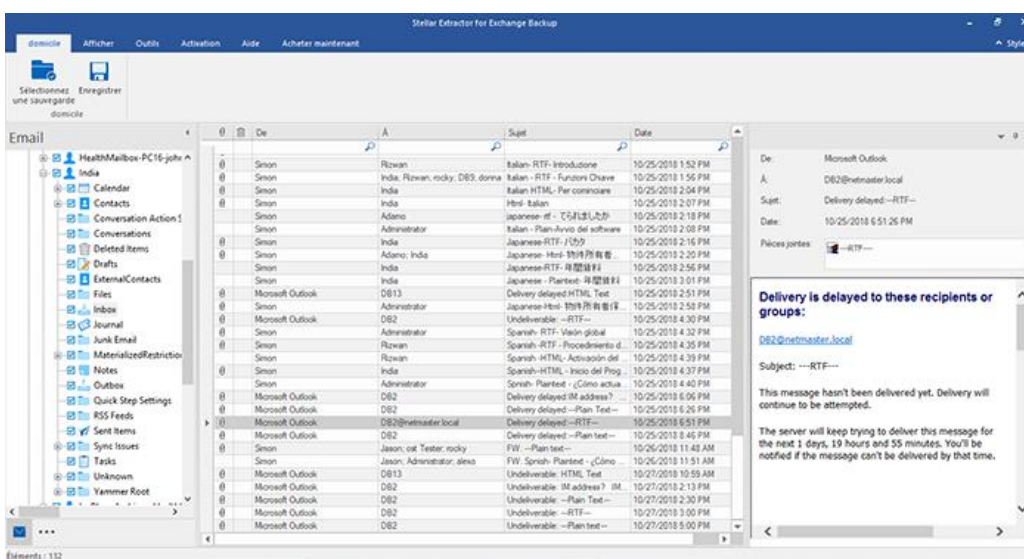 Stellar Extractor for Exchange Backup
domicile Afficher Outils Activation Aide Acheter maintenant Style
Sélectionnez une sauvegarde
Enregistrer
domicile
Email
HealthMailbox-PC16-john
India
Calendar
Contacts
Conversation Action S
Conversations
Deleted Items
Drafts
ExternalContacts
Files
Inbox
Journal
Junk Email
MaterializedRestriction
Notes
Outbox
Quick Step Settings
RSS Feeds
Sent Items
Sync Issues
Tasks
Unknown
Yammer Root
De À Sujet Date
Simon Rizwan Italian- RTF- Introduzione 10/25/2018 1:52 PM
Simon India; Rizwan; rocky; DB9; donna Italian - RTF - Funzioni Chiave 10/25/2018 1:56 PM
Simon India Italian HTML- Per cominciare 10/25/2018 2:04 PM
Simon India Html- Italian 10/25/2018 2:07 PM
Simon Adamo japanese- rtf - てられましたか 10/25/2018 2:18 PM
Simon Administrator Italian - Plain-Avvio del software 10/25/2018 2:08 PM
Simon India Japanese-RTF- 10/25/2018 2:16 PM
Simon Adamo; India Japanese- Html- 物件所有者... 10/25/2018 2:20 PM
Simon India Japanese-RTF- 年間賃料 10/25/2018 2:56 PM
Simon India Japanese - Plaintext- 年間賃料 10/25/2018 3:01 PM
Microsoft Outlook DB13 Delivery delayed:HTML Text 10/25/2018 2:51 PM
Simon Administrator Japanese-Html- 物件所有者... 10/25/2018 2:58 PM
Microsoft Outlook DB2 Undeliverable: ---RTF--- 10/25/2018 4:30 PM
Simon Administrator Spanish- RTF- Visión global 10/25/2018 4:32 PM
Simon Rizwan Spanish - RTF - Procedimiento d... 10/25/2018 4:35 PM
Simon Rizwan Spanish -HTML- Activación del ... 10/25/2018 4:39 PM
Simon India Spanish-HTML - Inicio del Prog... 10/25/2018 4:37 PM
Simon Administrator Spnish- Plaintext - ¿Cómo actua... 10/25/2018 4:40 PM
Microsoft Outlook DB2 Delivery delayed:IM address? ... 10/25/2018 6:06 PM
Microsoft Outlook DB2 Delivery delayed:---Plain Text--- 10/25/2018 6:26 PM
Microsoft Outlook DB2@netmaster.local Delivery delayed:---RTF--- 10/25/2018 6:51 PM
Microsoft Outlook DB2 Delivery delayed:---Plain text--- 10/25/2018 8:46 PM
Simon Jason; ost Tester; rocky FW: ---Plain text--- 10/26/2018 11:48 AM
Simon Jason; Administrator; alexa FW: Spnish- Plaintext - ¿Cómo ... 10/26/2018 11:51 AM
Microsoft Outlook DB13 Undeliverable: HTML Text 10/27/2018 10:59 AM
Microsoft Outlook DB2 Undeliverable: IM address? IM... 10/27/2018 2:13 PM
Microsoft Outlook DB2 Undeliverable: ---Plain Text--- 10/27/2018 2:30 PM
Microsoft Outlook DB2 Undeliverable: ---RTF--- 10/27/2018 3:00 PM
Microsoft Outlook DB2 Undeliverable: ---Plain text--- 10/27/2018 5:00 PM
De: Microsoft Outlook
À: DB2@netmaster.local
Sujet: Delivery delayed:---RTF---
Date: 10/25/2018 6:51:26 PM
Pièces jointes: ---RTF---
Delivery is delayed to these recipients or
groups:
DB2@netmaster.local
Subject: ---RTF---
This message hasn't been delivered yet. Delivery will
continue to be attempted.
The server will keep trying to deliver this message for
the next 1 days, 19 hours and 55 minutes. You'll be
notified if the message can't be delivered by that time.
Éléments : 132